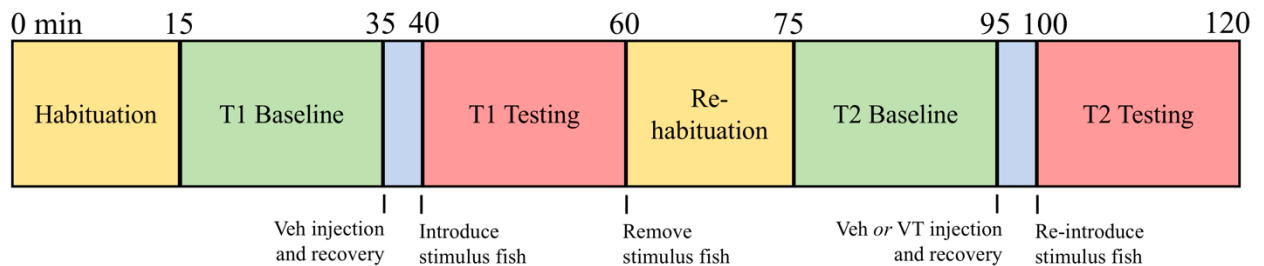 0 min 15 35 40 60 75 95 100 120
Habituation T1 Baseline T1 Testing Re-
habituation T2 Baseline T2 Testing
Veh injection
and recovery
Introduce
stimulus fish
Remove
stimulus fish
Veh or VT injection
and recovery
Re-introduce
stimulus fish